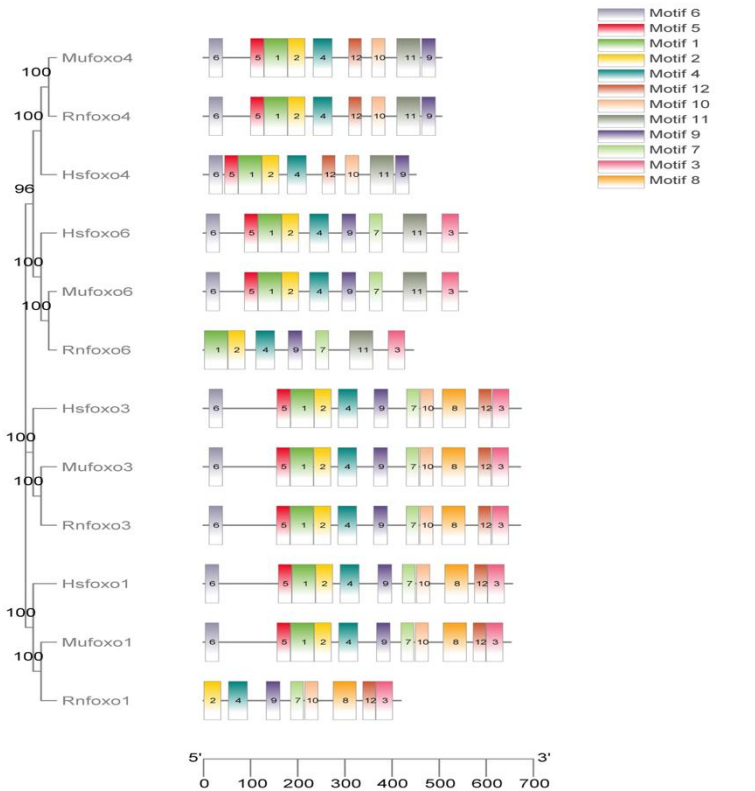 Motif 6
Motif 5
Motif 1
Motif 2
Motif 4
Motif 12
Motif 10
Motif 11
Motif 9
Motif 7
Motif 3
Motif 8
Mufoxo4 6 5 1 2 4 12 10 11 9
100
Rnfoxo4 6 5 1 2 4 12 10 11 9
100
Hsfoxo4 6 5 1 2 4 12 10 11 9
96
Hsfoxo6 6 5 1 2 4 9 7 11 3
100
Mufoxo6 6 5 1 2 4 9 7 11 3
100
Rnfoxo6 1 2 4 9 7 11 3
Hsfoxo3 6 5 1 2 4 9 7 10 8 12 3
100
Mufoxo3 6 5 1 2 4 9 7 10 8 12 3
100
Rnfoxo3 6 5 1 2 4 9 7 10 8 12 3
Hsfoxo1 6 5 1 2 4 9 7 10 8 12 3
100
Mufoxo1 6 5 1 2 4 9 7 10 8 12 3
100
Rnfoxo1 2 4 9 7 10 8 12 3
5' 3'
0 100 200 300 400 500 600 700